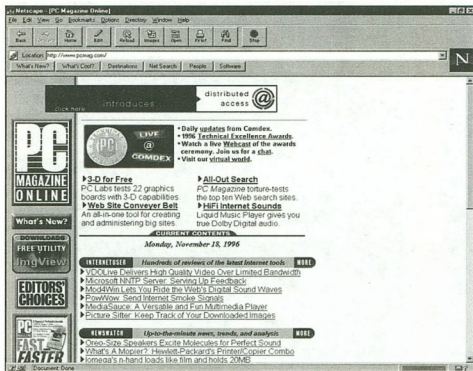 Netscape - [PC Magazine Online]
File Edit View Go Bookmarks Options Directory Window Help
Back Home Edit Reload Images Open Print Find Stop
Location: http://www.pcmag.com/
What's New? What's Cool? Destinations Net Search People Software
N
click here introduces distributed access @
PC MAGAZINE ONLINE
What's New?
DOWNLOADS
FREE UTILITY
ImgView
EDITORS' CHOICES
PC
FAST
FASTER
PC LIVE @ COMDEX
• Daily updates from Comdex.
• 1996 Technical Excellence Awards.
• Watch a live Webcast of the awards
ceremony. Join us for a chat.
• Visit our virtual world.
3-D for Free
PC Labs tests 22 graphics
boards with 3-D capabilities.
Web Site Conveyer Belt
An all-in-one tool for creating
and administering big sites.
All-Out Search
PC Magazine torture-tests
the top ten Web search sites.
HiFi Internet Sounds
Liquid Music Player gives you
true Dolby Digital audio.
CURRENT CONTENTS
Monday, November 18, 1996
INTERNETUSER Hundreds of reviews of the latest Internet tools MORE
VDOLive Delivers High Quality Video Over Limited Bandwidth
Microsoft NNTP Server: Serving Up Feedback
Mod4Win Lets You Ride the Web's Digital Sound Waves
PowWow: Send Internet Smoke Signals
MediaSauce: A Versatile and Fun Multimedia Player
Picture Sifter: Keep Track of Your Downloaded Images
NEWSWATCH Up-to-the-minute news, trends, and analysis MORE
Oreo-Size Speakers Excite Molecules for Perfect Sound
What's A Mopier?: Hewlett-Packard's Printer/Copier Combo
Iomega's n-hand looks like film and holds 20MB
Document: Done